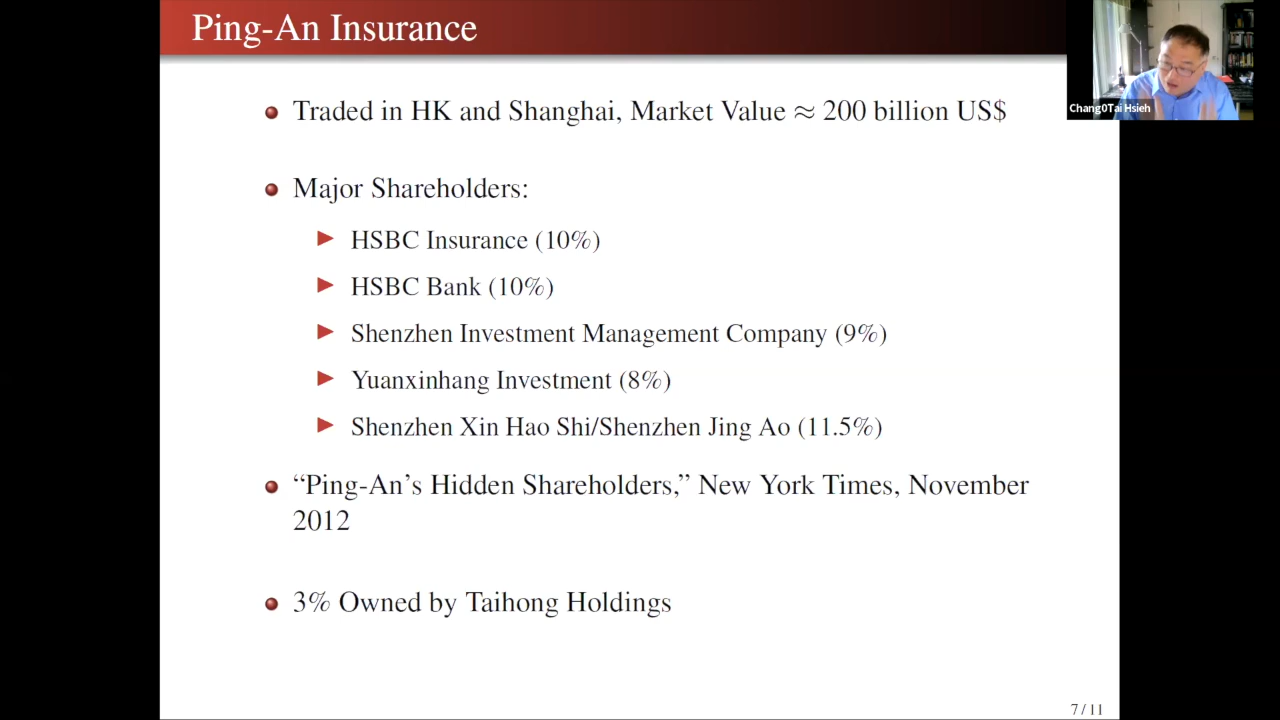 Ping-An Insurance
Chang0Tai Hsieh
Traded in HK and Shanghai, Market Value ≈ 200 billion US$
Major Shareholders:
HSBC Insurance (10%)
HSBC Bank (10%)
Shenzhen Investment Management Company (9%)
Yuanxinhang Investment (8%)
Shenzhen Xin Hao Shi/Shenzhen Jing Ao (11.5%)
“Ping-An’s Hidden Shareholders,” New York Times, November
2012
3% Owned by Taihong Holdings
7 / 11